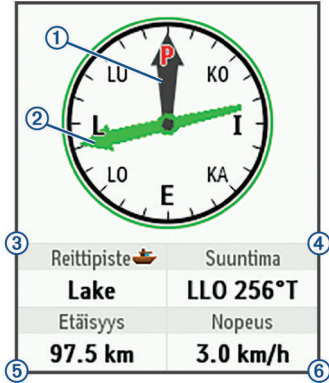 ①
P
LU KO
②
L I
LO KA
E
③ ④
Reittipiste Suuntima
Lake LLO 256°T
Etäisyys Nopeus
97.5 km 3.0 km/h
⑤ ⑥